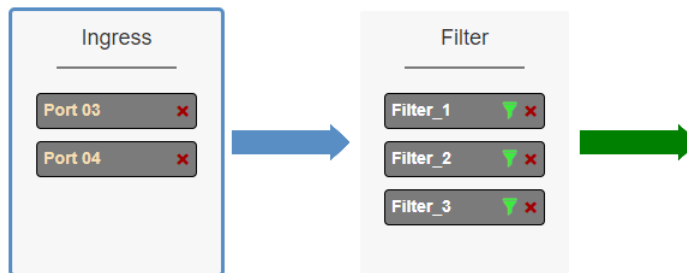 Ingress
Port 03
Port 04
Filter
Filter_1
Filter_2
Filter_3